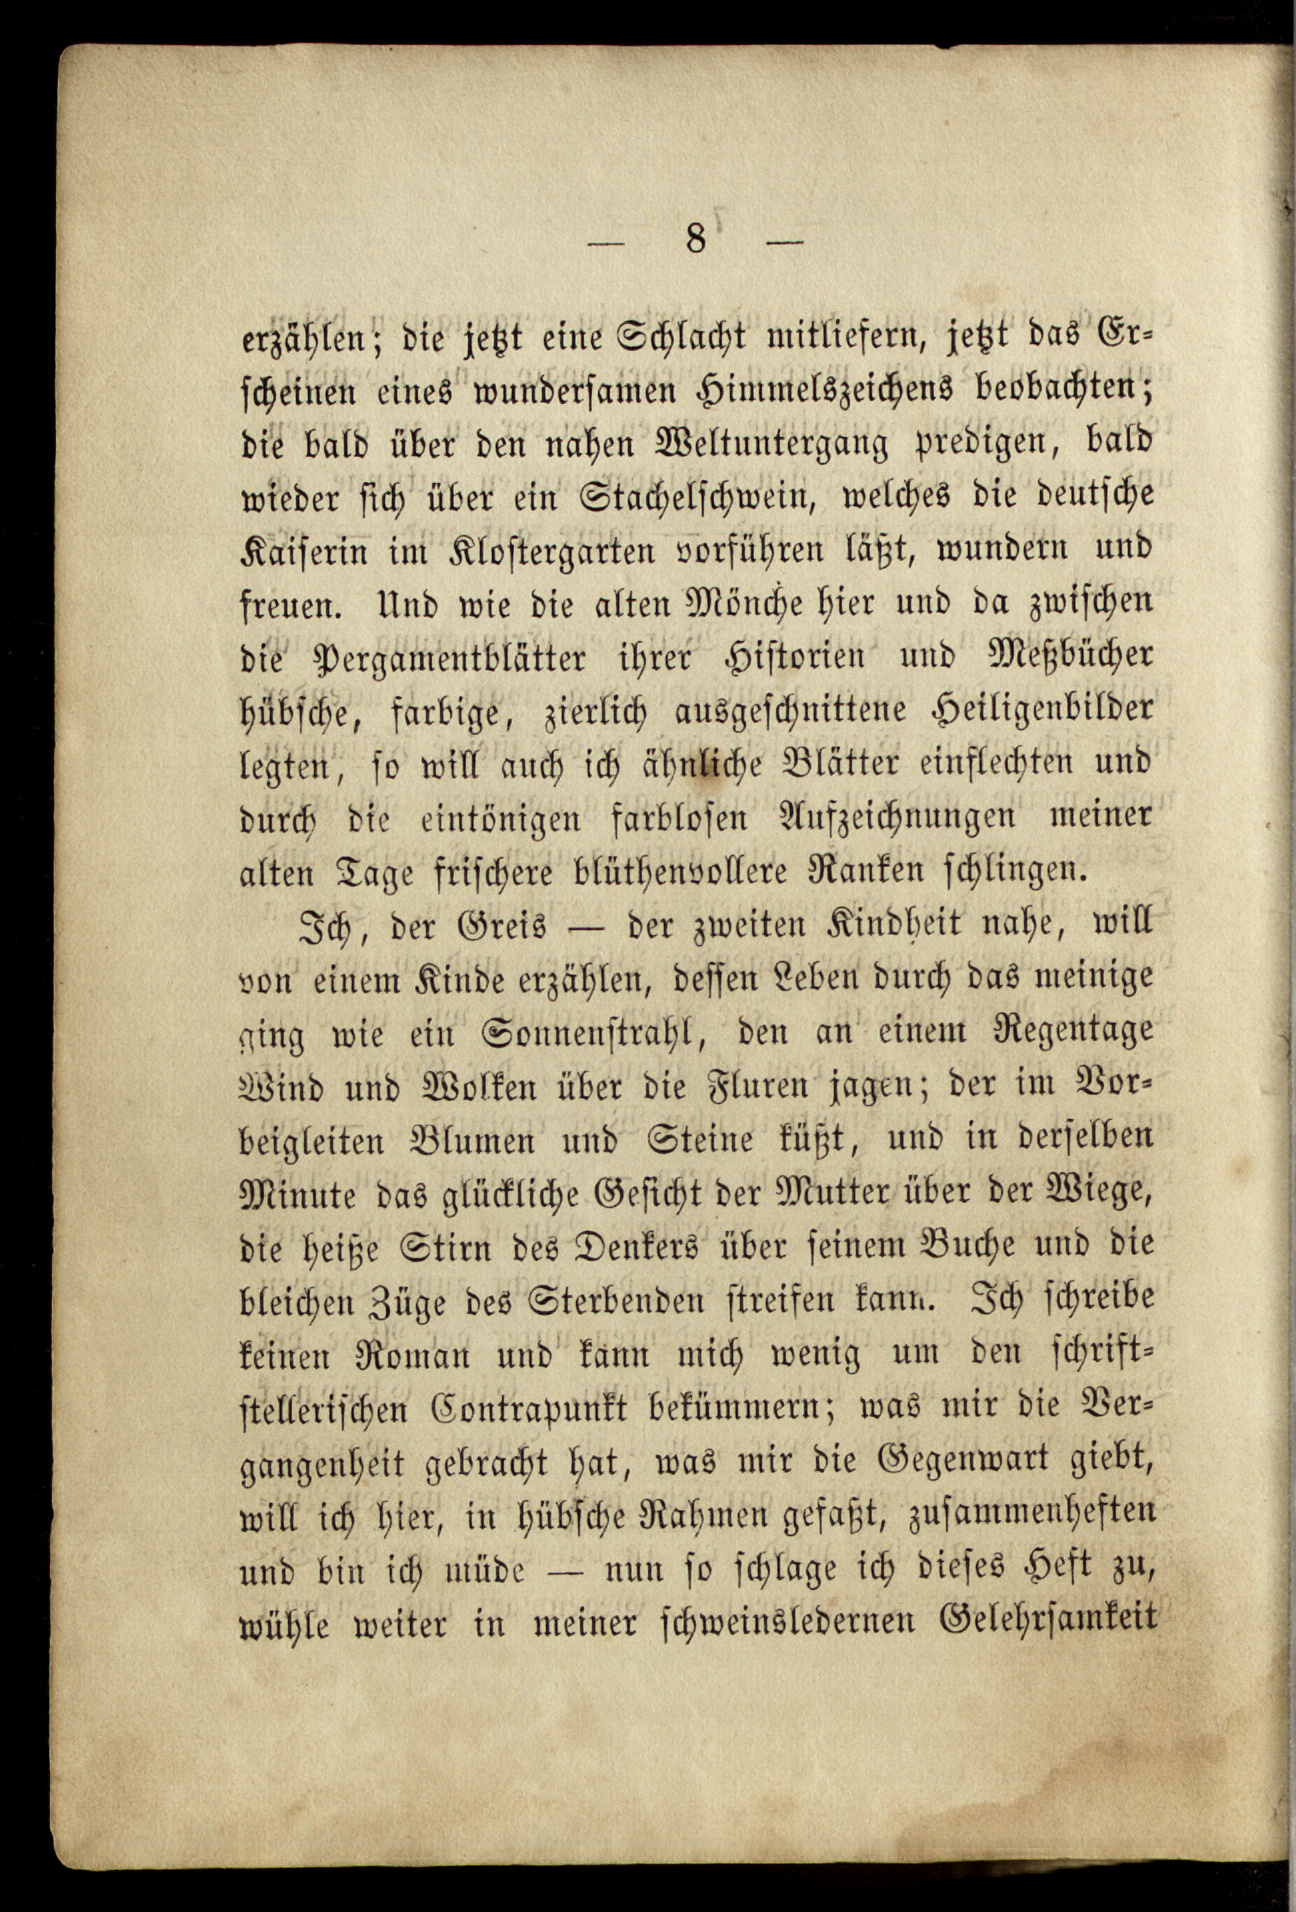 — 8 —
erzählen; die jetzt eine Schlacht mitliefern, jetzt das Er-
scheinen eines wundersamen Himmelszeichens beobachten;
die bald über den nahen Weltuntergang predigen, bald
wieder sich über ein Stachelschwein, welches die deutsche
Kaiserin im Klostergarten vorführen läßt, wundern und
freuen. Und wie die alten Mönche hier und da zwischen
die Pergamentblätter ihrer Historien und Meßbücher
hübsche, farbige, zierlich ausgeschnittene Heiligenbilder
legten, so will auch ich ähnliche Blätter einflechten und
durch die eintönigen farblosen Aufzeichnungen meiner
alten Tage frischere blüthenvollere Ranken schlingen.
Ich, der Greis — der zweiten Kindheit nahe, will
von einem Kinde erzählen, dessen Leben durch das meinige
ging wie ein Sonnenstrahl, den an einem Regentage
Wind und Wolken über die Fluren jagen; der im Vor-
beigleiten Blumen und Steine küßt, und in derselben
Minute das glückliche Gesicht der Mutter über der Wiege,
die heiße Stirn des Denkers über seinem Buche und die
bleichen Züge des Sterbenden streifen kann. Ich schreibe
keinen Roman und kann mich wenig um den schrift-
stellerischen Contrapunkt bekümmern; was mir die Ver-
gangenheit gebracht hat, was mir die Gegenwart giebt,
will ich hier, in hübsche Rahmen gefaßt, zusammenheften
und bin ich müde — nun so schlage ich dieses Heft zu,
wühle weiter in meiner schweinsledernen Gelehrsamkeit